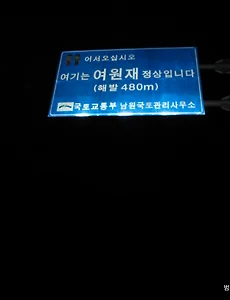 어서오십시오
여기는 여원재 정상입니다
(해발 480m)
국토교통부 남원국토관리사무소